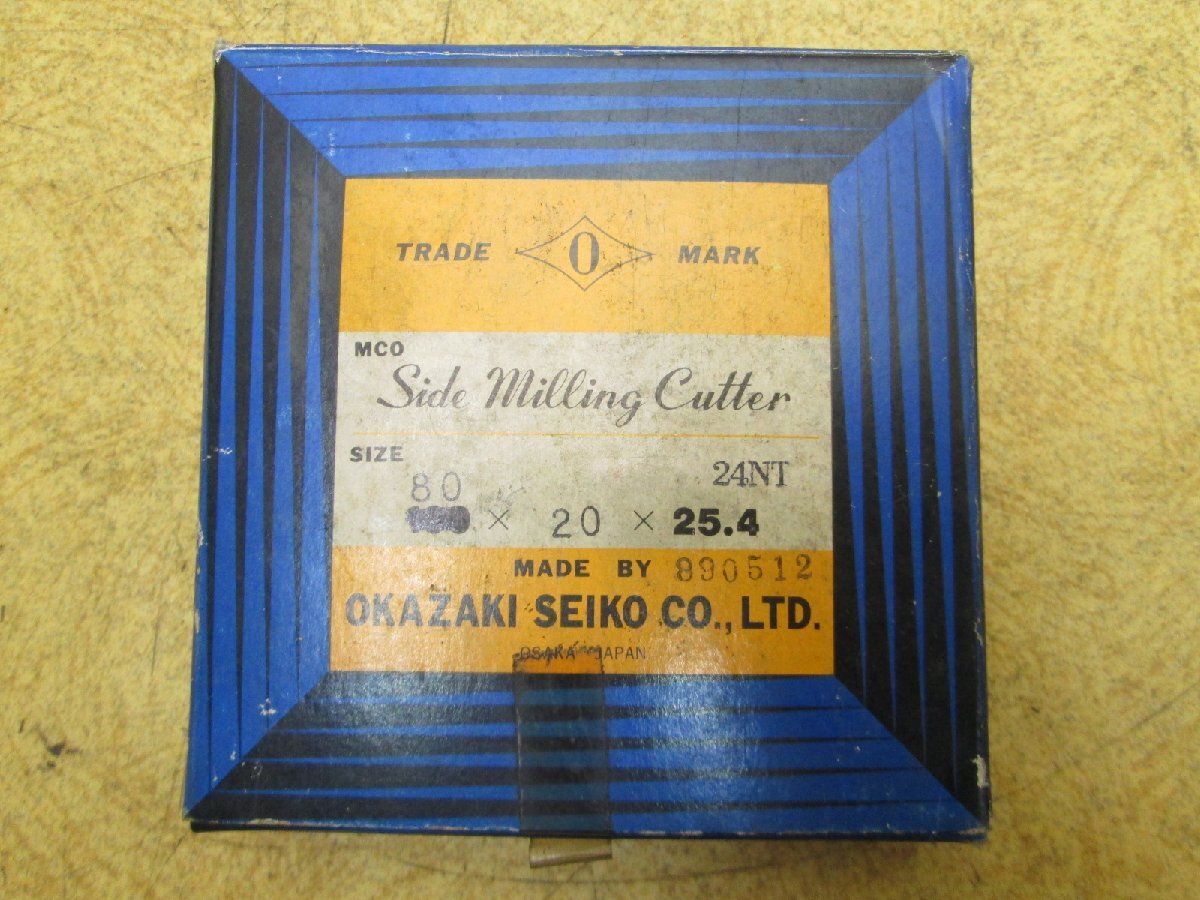 TRADE O MARK
MCO
Side Milling Cutter
SIZE
24NT
80
× 20 × 25.4
MADE BY 890512
OKAZAKI SEIKO CO., LTD.
OSAKA JAPAN